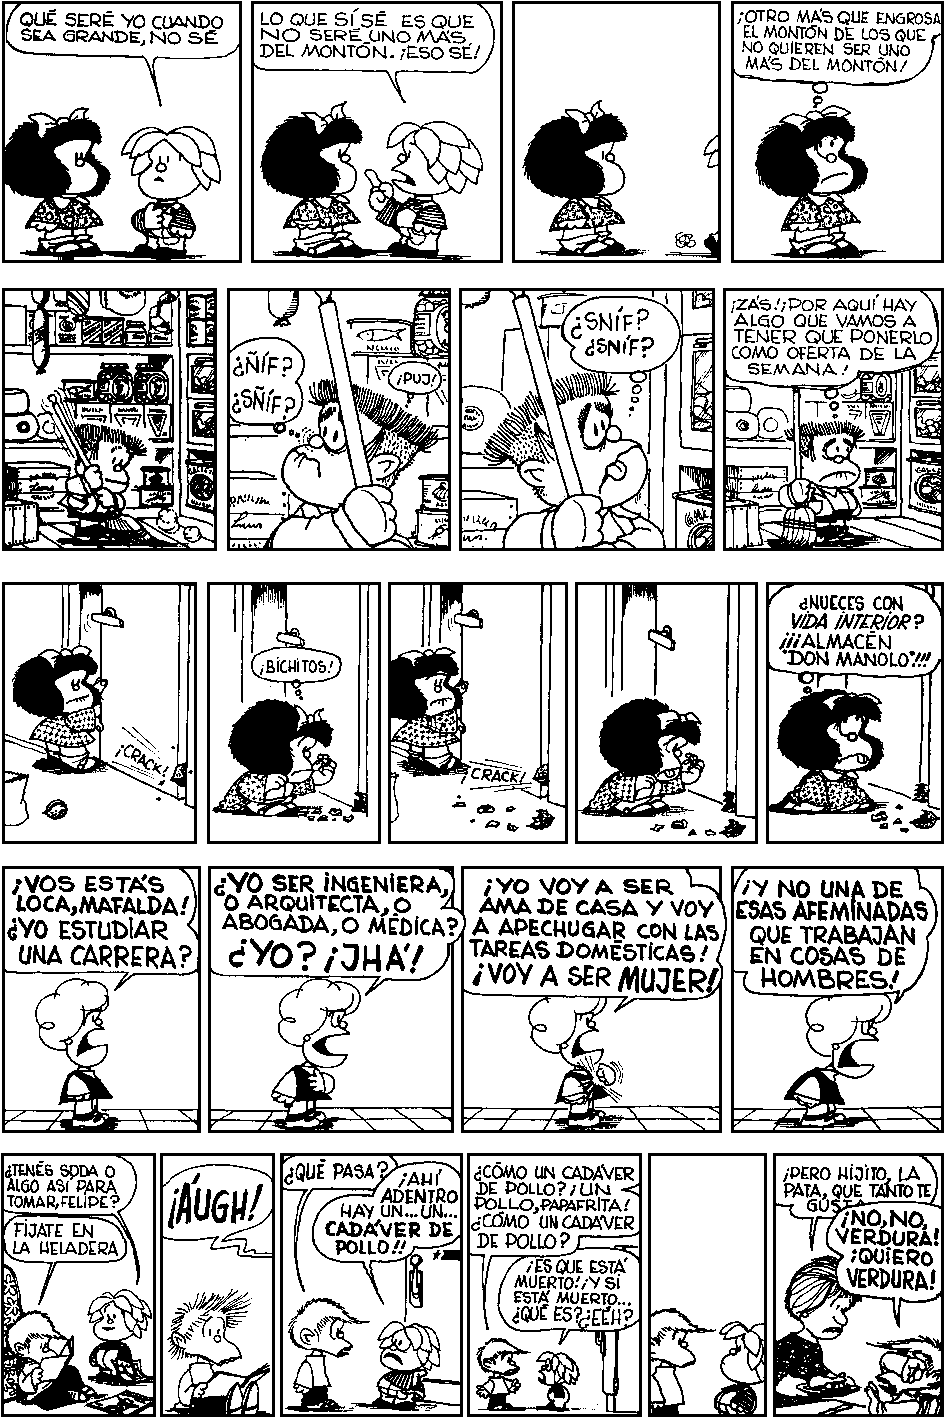 QUÉ SERÉ YO CUANDO
SEA GRANDE, NO SÉ
LO QUE SÍ SÉ ES QUE
NO SERÉ UNO MÁS
DEL MONTÓN. ¡ESO SÉ!
¡OTRO MÁS QUE ENGROSA
EL MONTÓN DE LOS QUE
NO QUIEREN SER UNO
MÁS DEL MONTÓN!
¿ÑÍF?
¿SÑÍF?
¡PUJ!
¿SNÍF?
¿SNÍF?
¡ZÁS!¡POR AQUÍ HAY
ALGO QUE VAMOS A
TENER QUE PONERLO
COMO OFERTA DE LA
SEMANA!
¡CRACK!
¡BICHITOS!
¡CRACK!
¿NUECES CON
VIDA INTERIOR?
¡¡¡ALMACÉN
"DON MANOLO"!!!
¡VOS ESTÁS
LOCA, MAFALDA!
¿YO ESTUDIAR
UNA CARRERA?
¿YO SER INGENIERA,
O ARQUITECTA, O
ABOGADA, O MÉDICA?
¿YO? ¡JHÁ!
¡YO VOY A SER
AMA DE CASA Y VOY
A APECHUGAR CON LAS
TAREAS DOMÉSTICAS!
¡VOY A SER MUJER!
¡Y NO UNA DE
ESAS AFEMINADAS
QUE TRABAJAN
EN COSAS DE
HOMBRES!
¿TENÉS SODA O
ALGO ASÍ PARA
TOMAR, FELIPE?
FÍJATE EN
LA HELADERA
¡AUGH!
¿QUÉ PASA?
¡AHÍ
ADENTRO
HAY UN...UN...
CADÁVER DE
POLLO!!
¿CÓMO UN CADÁVER
DE POLLO?¡UN
POLLO, PAPAFRITA!
¿CÓMO UN CADÁVER
DE POLLO?
¡ES QUE ESTÁ
MUERTO!¡Y SI
ESTÁ MUERTO...
¿QUÉ ES?¿ÉÉH?
¡PERO HIJITO, LA
PATA, QUE TANTO TE
GUSTA
¡NO, NO,
VERDURA!
¡QUIERO
VERDURA!